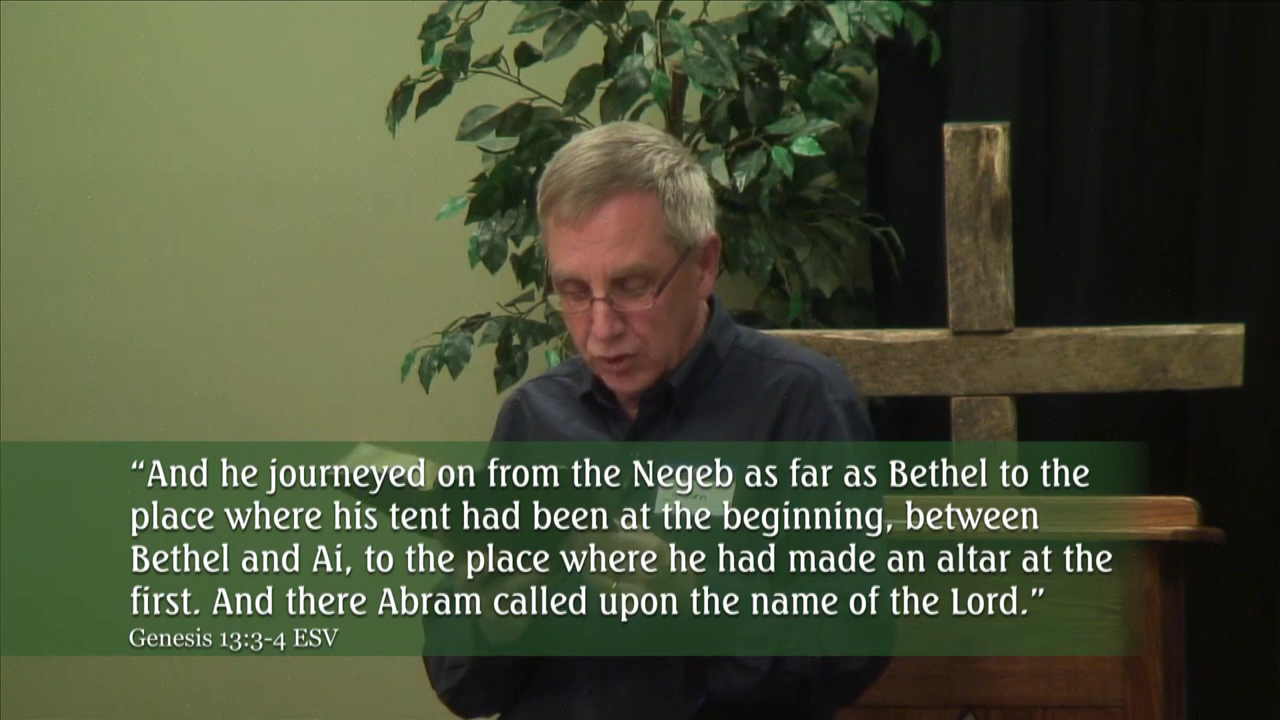 “And he journeyed on from the Negeb as far as Bethel to the
place where his tent had been at the beginning, between
Bethel and Ai, to the place where he had made an altar at the
first. And there Abram called upon the name of the Lord.”
Genesis 13:3-4 ESV